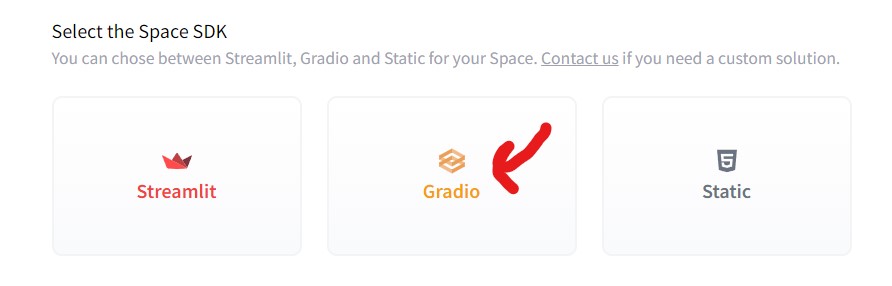 Select the Space SDK
You can chose between Streamlit, Gradio and Static for your Space. Contact us if you need a custom solution.
Streamlit
Gradio
Static